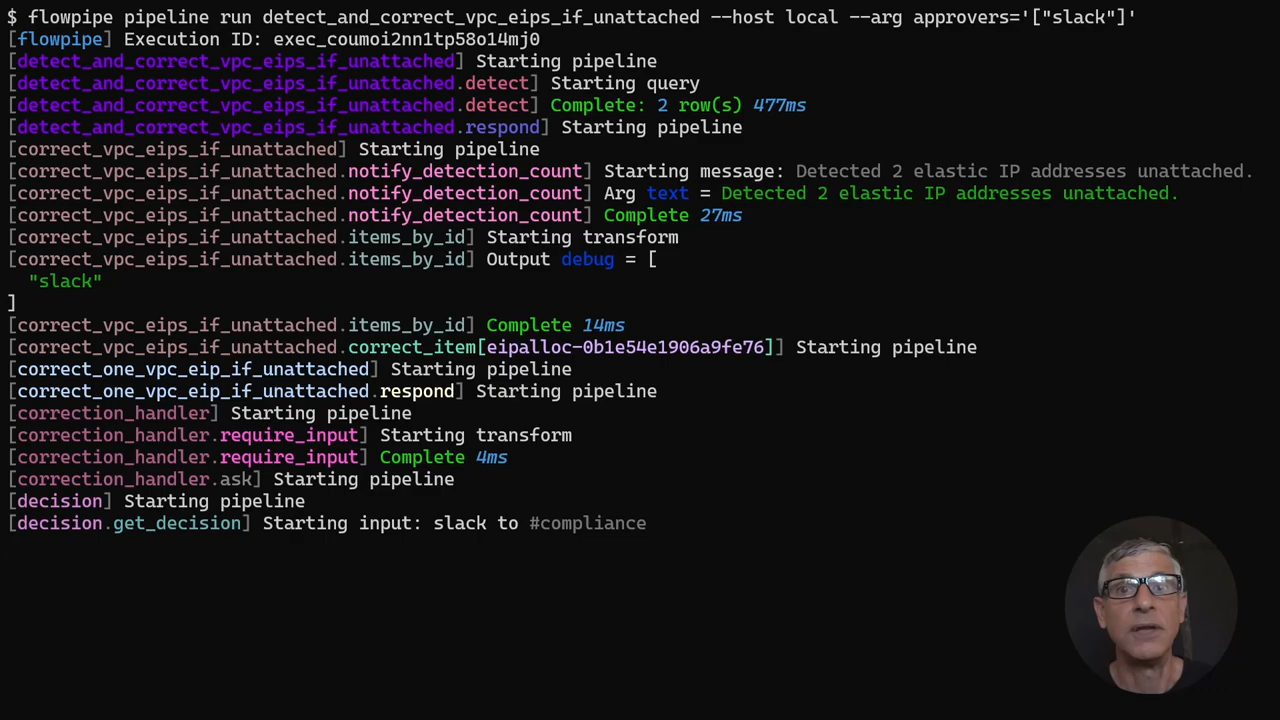 $ flowpipe pipeline run detect_and_correct_vpc_eips_if_unattached --host local --arg approvers='["slack"]'
[flowpipe] Execution ID: exec_coumoi2nn1tp58o14mj0
[detect_and_correct_vpc_eips_if_unattached] Starting pipeline
[detect_and_correct_vpc_eips_if_unattached.detect] Starting query
[detect_and_correct_vpc_eips_if_unattached.detect] Complete: 2 row(s) 477ms
[detect_and_correct_vpc_eips_if_unattached.respond] Starting pipeline
[correct_vpc_eips_if_unattached] Starting pipeline
[correct_vpc_eips_if_unattached.notify_detection_count] Starting message: Detected 2 elastic IP addresses unattached.
[correct_vpc_eips_if_unattached.notify_detection_count] Arg text = Detected 2 elastic IP addresses unattached.
[correct_vpc_eips_if_unattached.notify_detection_count] Complete 27ms
[correct_vpc_eips_if_unattached.items_by_id] Starting transform
[correct_vpc_eips_if_unattached.items_by_id] Output debug = [
  "slack"
]
[correct_vpc_eips_if_unattached.items_by_id] Complete 14ms
[correct_vpc_eips_if_unattached.correct_item[eipalloc-0b1e54e1906a9fe76]] Starting pipeline
[correct_one_vpc_eip_if_unattached] Starting pipeline
[correct_one_vpc_eip_if_unattached.respond] Starting pipeline
[correction_handler] Starting pipeline
[correction_handler.require_input] Starting transform
[correction_handler.require_input] Complete 4ms
[correction_handler.ask] Starting pipeline
[decision] Starting pipeline
[decision.get_decision] Starting input: slack to #compliance